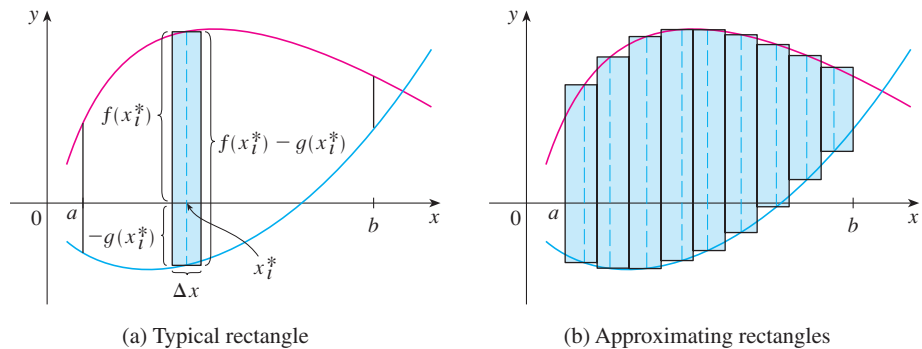 y
f(x_i^*)
f(x_i^*) − g(x_i^*)
0
a
b
x
−g(x_i^*)
x_i^*
Δx
(a) Typical rectangle
y
0
a
b
x
(b) Approximating rectangles